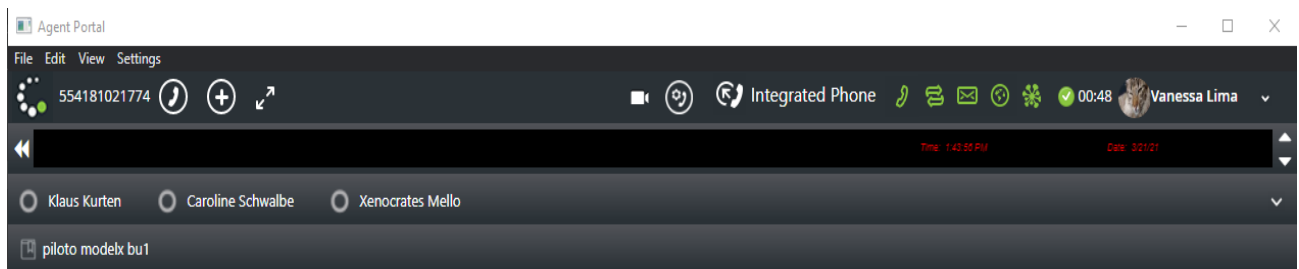 Agent Portal
File Edit View Settings
554181021774 Integrated Phone 00:48 Vanessa Lima
Time: 1:43:50 PM Date: 3/21/21
Klaus Kurten Caroline Schwalbe Xenocrates Mello
piloto modelx bu1